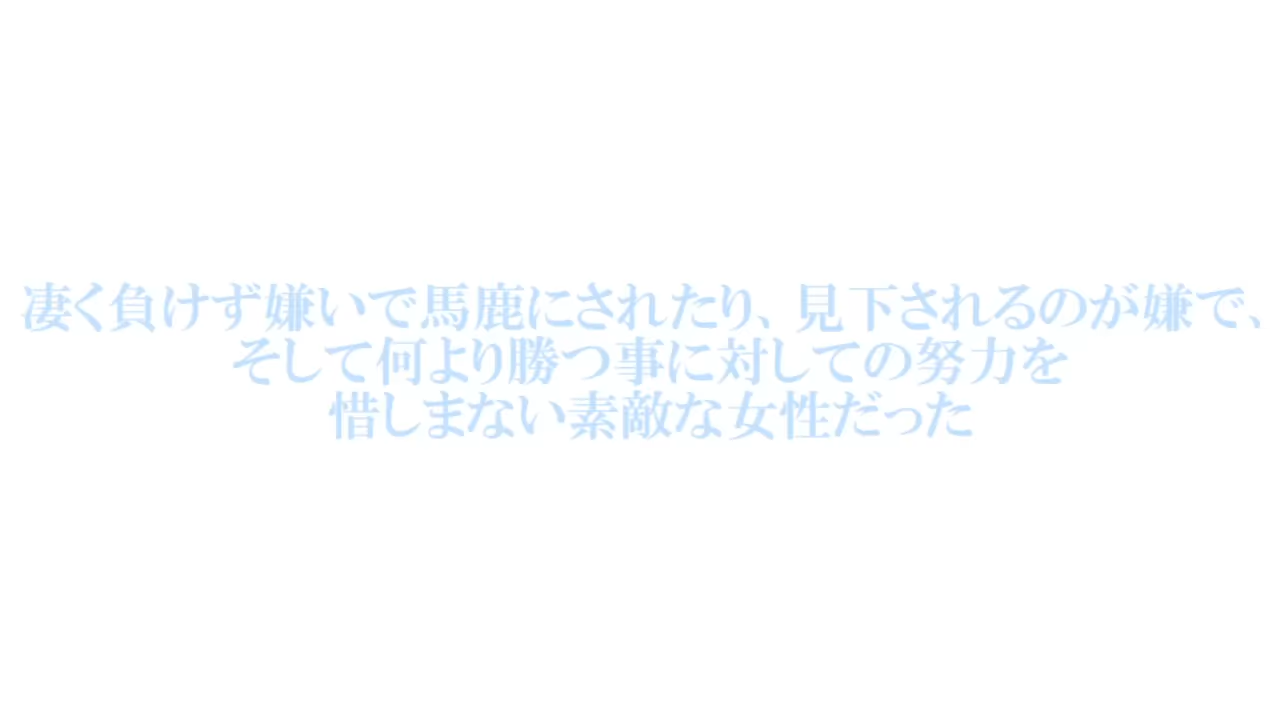 凄く負けず嫌いで馬鹿にされたり、見下されるのが嫌で、
そして何より勝つ事に対しての努力を
惜しまない素敵な女性だった